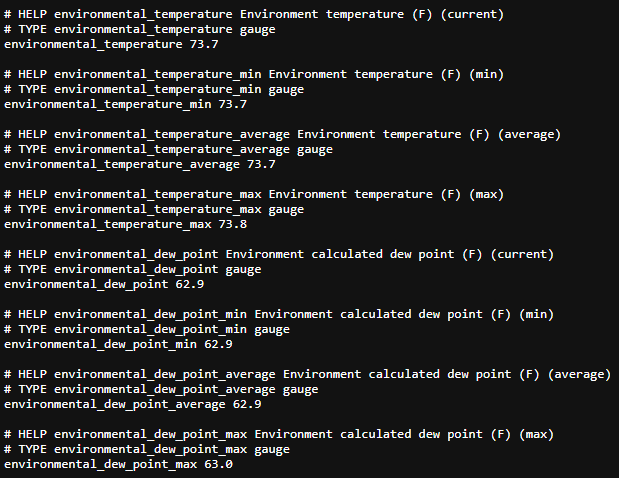 # HELP environmental_temperature Environment temperature (F) (current)
# TYPE environmental_temperature gauge
environmental_temperature 73.7
# HELP environmental_temperature_min Environment temperature (F) (min)
# TYPE environmental_temperature_min gauge
environmental_temperature_min 73.7
# HELP environmental_temperature_average Environment temperature (F) (average)
# TYPE environmental_temperature_average gauge
environmental_temperature_average 73.7
# HELP environmental_temperature_max Environment temperature (F) (max)
# TYPE environmental_temperature_max gauge
environmental_temperature_max 73.8
# HELP environmental_dew_point Environment calculated dew point (F) (current)
# TYPE environmental_dew_point gauge
environmental_dew_point 62.9
# HELP environmental_dew_point_min Environment calculated dew point (F) (min)
# TYPE environmental_dew_point_min gauge
environmental_dew_point_min 62.9
# HELP environmental_dew_point_average Environment calculated dew point (F) (average)
# TYPE environmental_dew_point_average gauge
environmental_dew_point_average 62.9
# HELP environmental_dew_point_max Environment calculated dew point (F) (max)
# TYPE environmental_dew_point_max gauge
environmental_dew_point_max 63.0